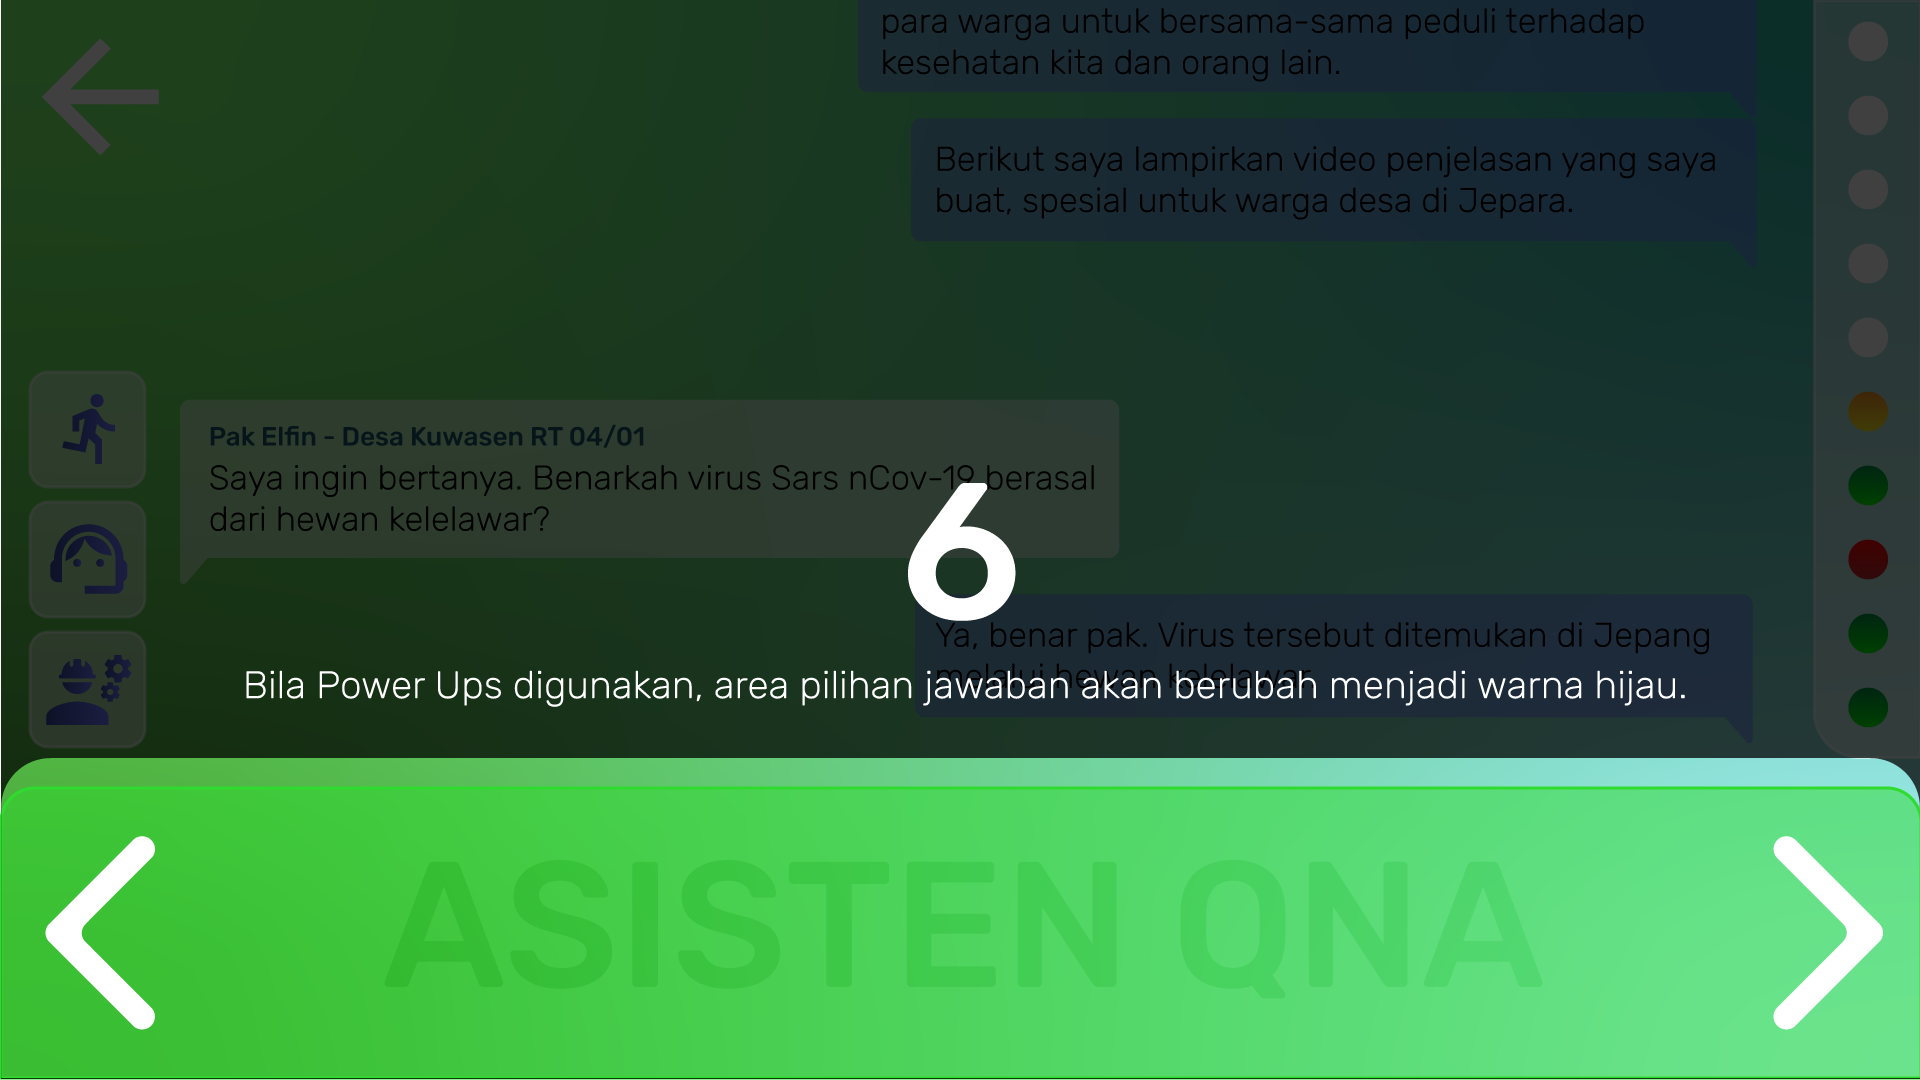 para warga untuk bersama-sama peduli terhadap
kesehatan kita dan orang lain.
Berikut saya lampirkan video penjelasan yang saya
buat, spesial untuk warga desa di Jepara.
Pak Elfin - Desa Kuwasen RT 04/01
Saya ingin bertanya. Benarkah virus Sars nCov-19 berasal
dari hewan kelelawar?
6
Ya, benar pak. Virus tersebut ditemukan di Jepang
melalui hewan kelelawar.
Bila Power Ups digunakan, area pilihan jawaban akan berubah menjadi warna hijau.
ASISTEN QNA